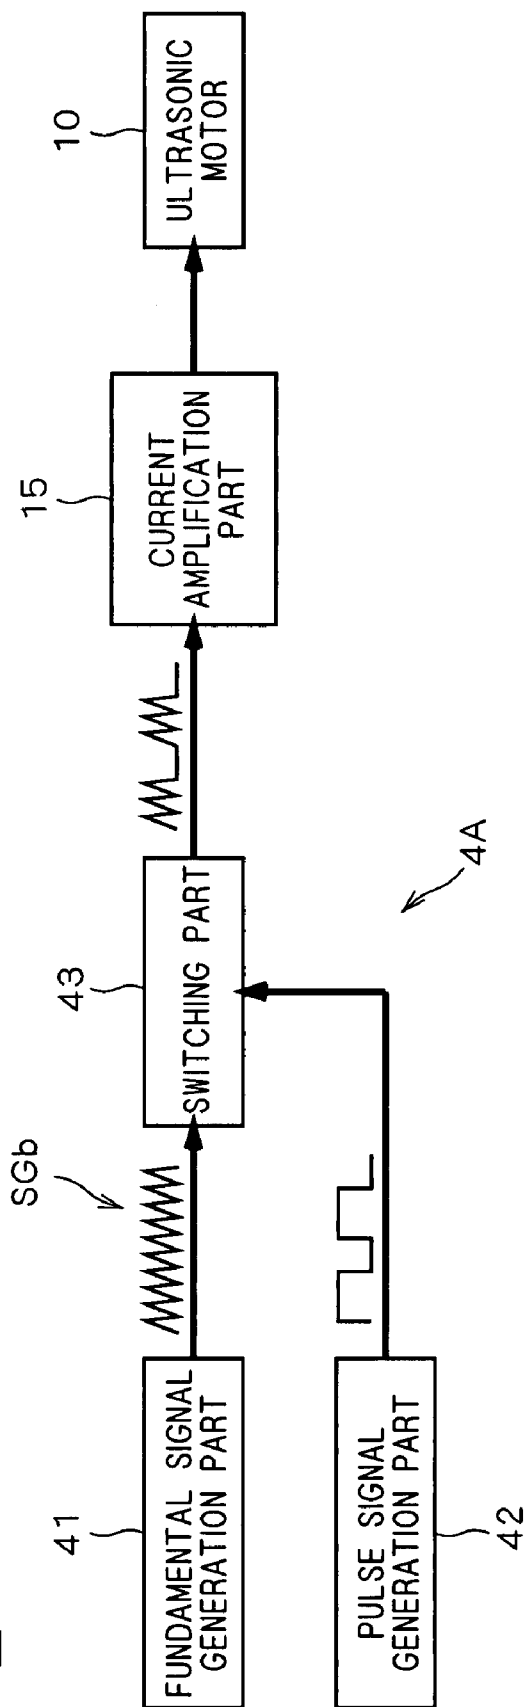 SGb
41
FUNDAMENTAL SIGNAL
GENERATION PART
43
SWITCHING PART
15
CURRENT
AMPLIFICATION
PART
10
ULTRASONIC
MOTOR
PULSE SIGNAL
GENERATION PART
42
4A